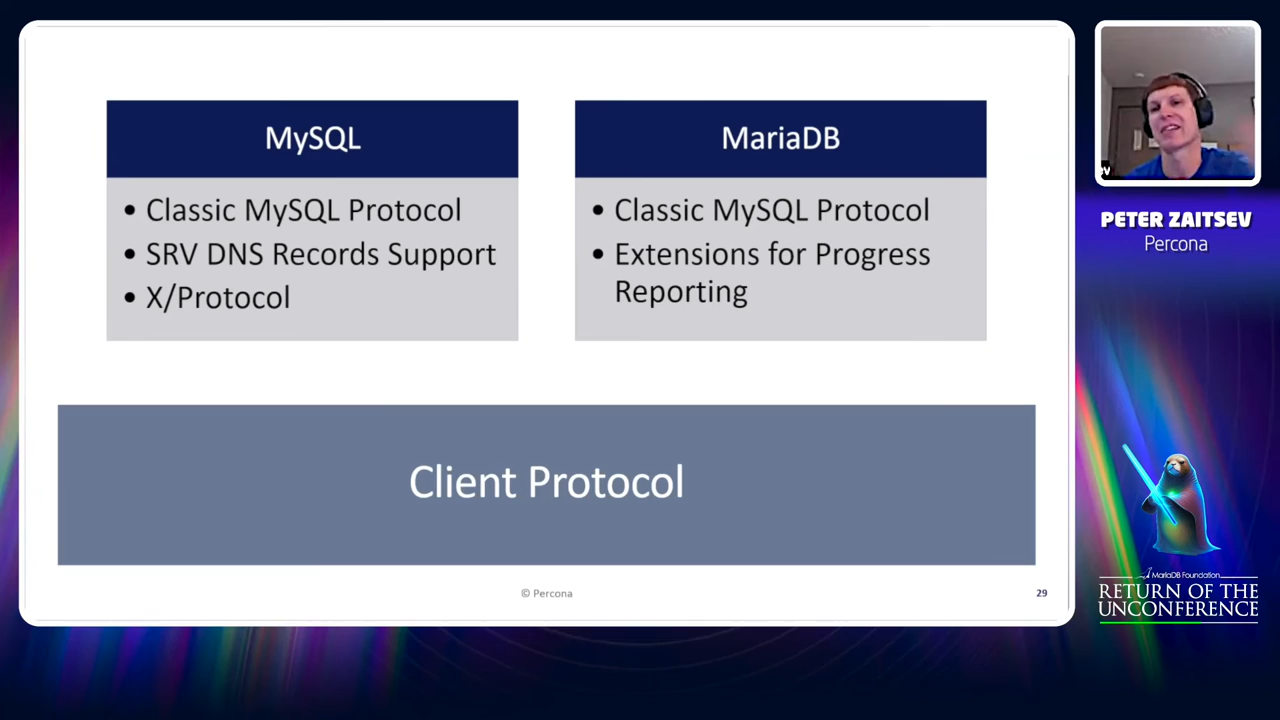 MySQL
• Classic MySQL Protocol
• SRV DNS Records Support
• X/Protocol
MariaDB
• Classic MySQL Protocol
• Extensions for Progress
Reporting
Client Protocol
© Percona
29
PETER ZAITSEV
Percona
MariaDB Foundation
RETURN OF THE
UNCONFERENCE